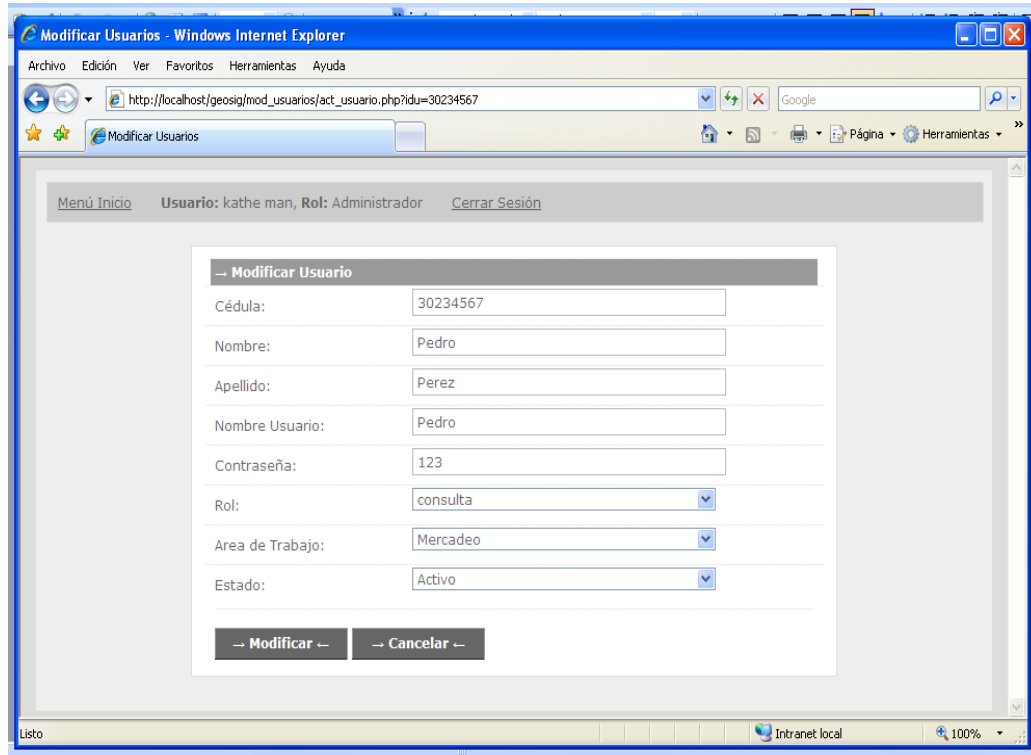 Modificar Usuarios - Windows Internet Explorer
Archivo Edición Ver Favoritos Herramientas Ayuda
http://localhost/geosig/mod_usuarios/act_usuario.php?idu=30234567
Google
Modificar Usuarios
Página
Herramientas
»
Menú Inicio Usuario: kathe man, Rol: Administrador Cerrar Sesión
→ Modificar Usuario
Cédula: 30234567
Nombre: Pedro
Apellido: Perez
Nombre Usuario: Pedro
Contraseña: 123
Rol: consulta
Area de Trabajo: Mercadeo
Estado: Activo
→ Modificar ← → Cancelar ←
Listo Intranet local 100%